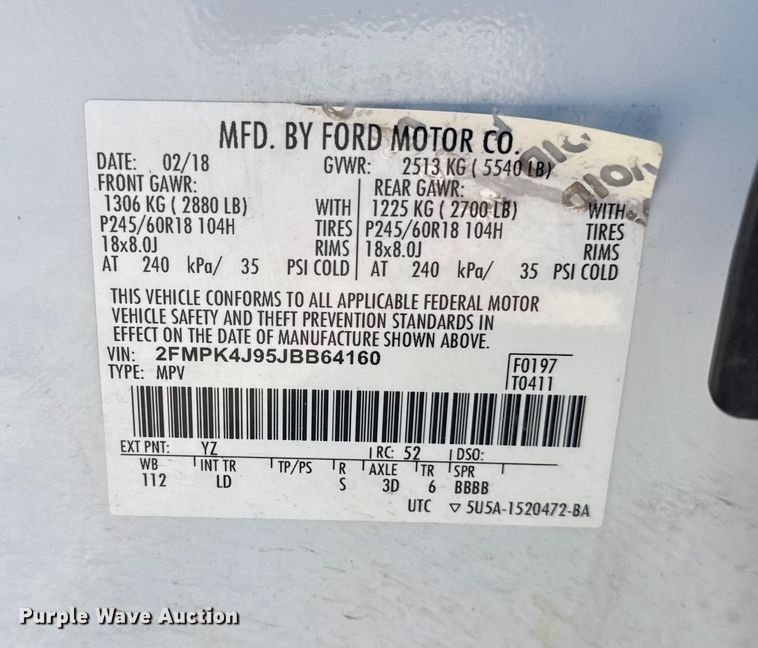 MFD. BY FORD MOTOR CO.
DATE: 02/18 GVWR: 2513 KG ( 5540 LB)
FRONT GAWR: REAR GAWR:
1306 KG ( 2880 LB) WITH 1225 KG ( 2700 LB) WITH
P245/60R18 104H TIRES P245/60R18 104H TIRES
18x8.0J RIMS 18x8.0J RIMS
AT 240 kPa/ 35 PSI COLD AT 240 kPa/ 35 PSI COLD
THIS VEHICLE CONFORMS TO ALL APPLICABLE FEDERAL MOTOR
VEHICLE SAFETY AND THEFT PREVENTION STANDARDS IN
EFFECT ON THE DATE OF MANUFACTURE SHOWN ABOVE.
VIN: 2FMPK4J95JBB64160 F0197
TYPE: MPV T0411
EXT PNT: YZ RC: 52 DSO:
WB INT TR TP/PS R AXLE TR SPR
112 LD S 3D 6 BBBB
UTC ▽ 5U5A-1520472-BA
VOID
Purple Wave Auction